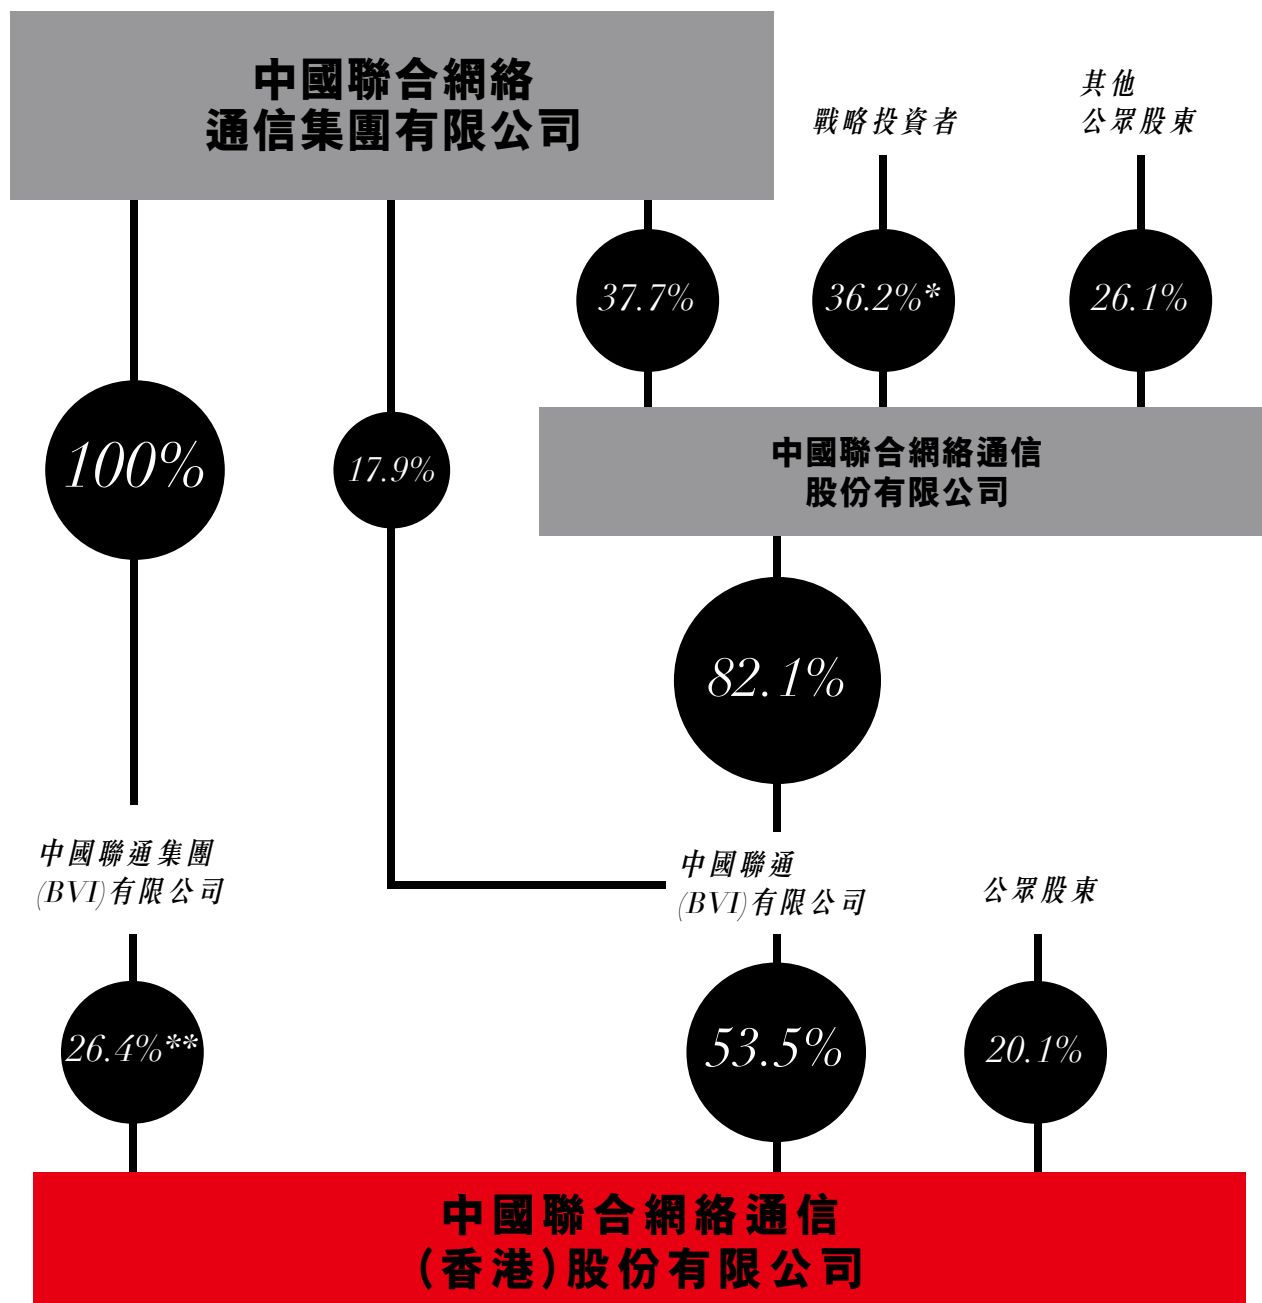 中國聯合網絡
通信集團有限公司
戰略投資者
其他
公眾股東
37.7%
36.2%*
26.1%
100%
17.9%
中國聯合網絡通信
股份有限公司
82.1%
中國聯通集團
(BVI)有限公司
中國聯通
(BVI)有限公司
公眾股東
26.4%**
53.5%
20.1%
中國聯合網絡通信
(香港)股份有限公司